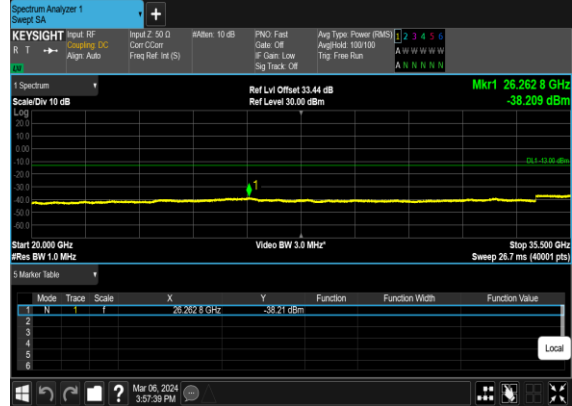 Spectrum Analyzer 1
Swept SA
+
KEYSIGHT Input: RF Input Z: 50 Ω #Atten: 10 dB PNO: Fast Avg Type: Power (RMS) 1 2 3 4 5 6
R T Coupling: DC Corr CCorr Gate: Off Avg|Hold: 100/100 A W W W W W
Align: Auto Freq Ref: Int (S) IF Gain: Low Trig: Free Run
Sig Track: Off A N N N N N
1 Spectrum
Ref Lvl Offset 33.44 dB Mkr1 26.262 8 GHz
Scale/Div 10 dB Ref Level 30.00 dBm -38.209 dBm
Log
20.0
10.0
0.00
-10.0 DL1 -13.00 dBm
-20.0
-30.0 1
-40.0
-50.0
-60.0
Start 20.000 GHz Video BW 3.0 MHz* Stop 35.500 GHz
#Res BW 1.0 MHz Sweep 26.7 ms (40001 pts)
5 Marker Table
Mode Trace Scale X Y Function Function Width Function Value
1 N 1 f 26.262 8 GHz -38.21 dBm
2
3
4
5
6
Local
? Mar 06, 2024
3:57:39 PM